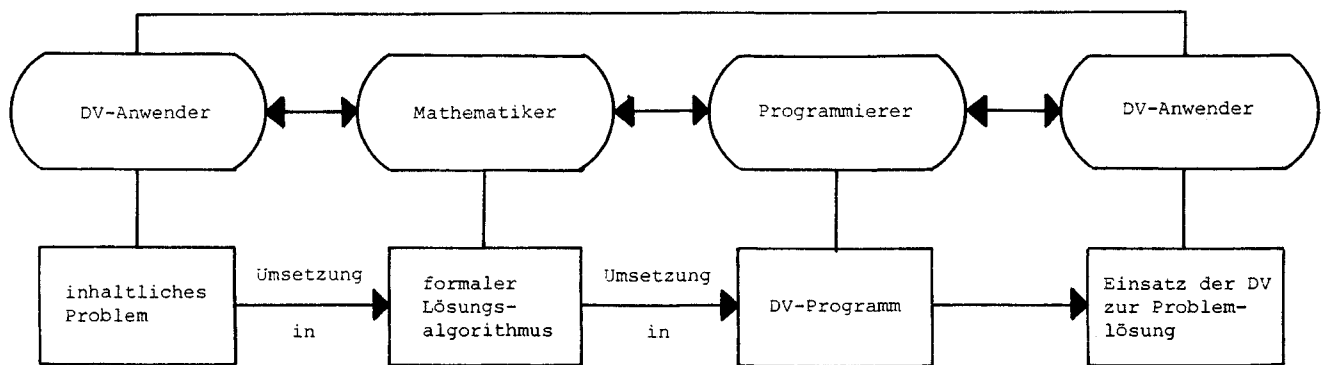 DV-Anwender
Mathematiker
Programmierer
DV-Anwender
inhaltliches
Problem
Umsetzung
in
formaler
Lösungs-
algorithmus
Umsetzung
in
DV-Programm
Einsatz der DV
zur Problem-
lösung